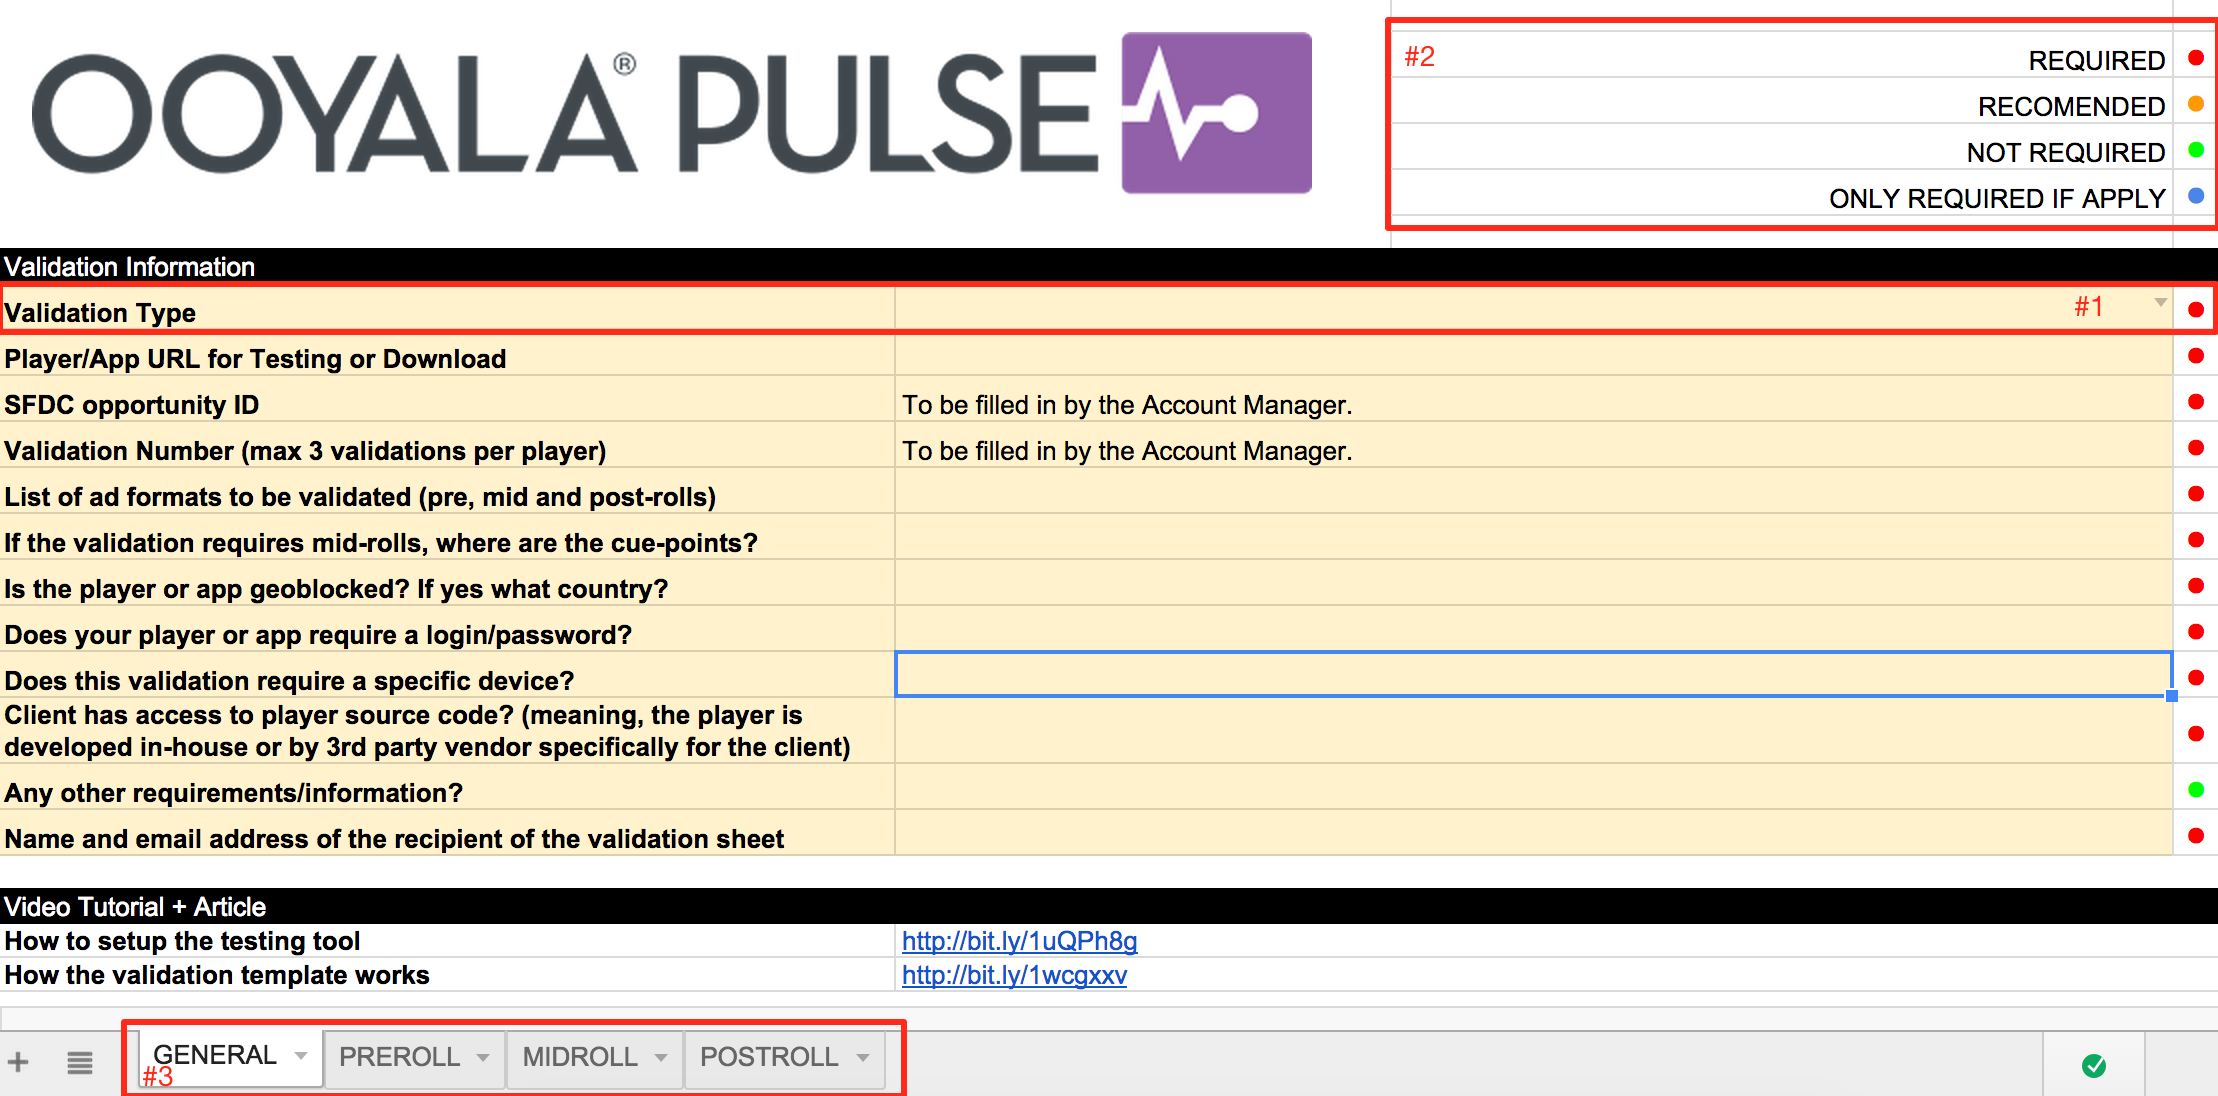 OOYALA® PULSE
#2
REQUIRED
RECOMENDED
NOT REQUIRED
ONLY REQUIRED IF APPLY
Validation Information
Validation Type #1
Player/App URL for Testing or Download
SFDC opportunity ID To be filled in by the Account Manager.
Validation Number (max 3 validations per player) To be filled in by the Account Manager.
List of ad formats to be validated (pre, mid and post-rolls)
If the validation requires mid-rolls, where are the cue-points?
Is the player or app geoblocked? If yes what country?
Does your player or app require a login/password?
Does this validation require a specific device?
Client has access to player source code? (meaning, the player is
developed in-house or by 3rd party vendor specifically for the client)
Any other requirements/information?
Name and email address of the recipient of the validation sheet
Video Tutorial + Article
How to setup the testing tool http://bit.ly/1uQPh8g
How the validation template works http://bit.ly/1wcgxxv
GENERAL PREROLL MIDROLL POSTROLL
#3